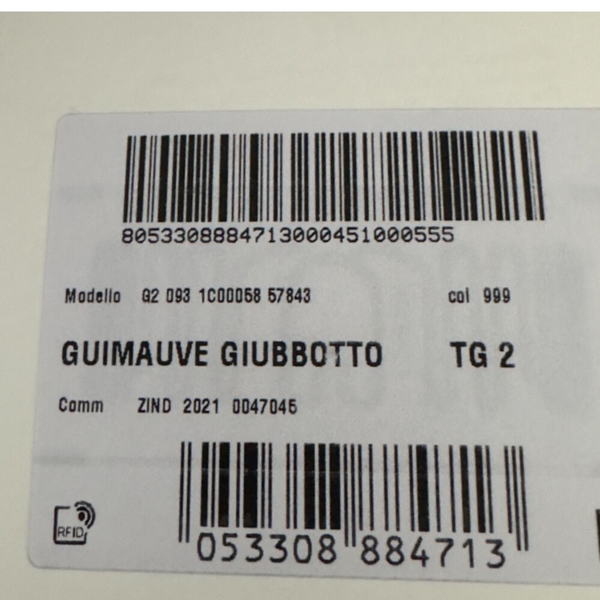 8053308884713000451000555
Modello G2 093 1C00058 57843 col 999
GUIMAUVE GIUBBOTTO TG 2
Comm ZIND 2021 0047045
RFID
053308 884713